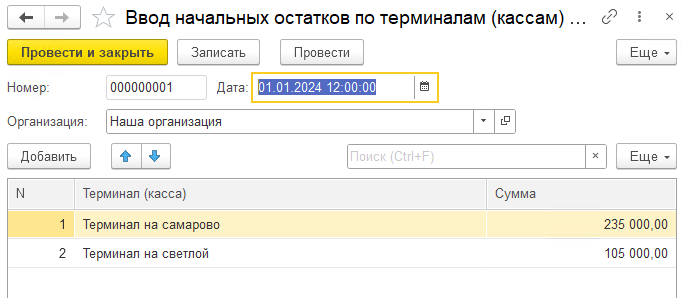 Ввод начальных остатков по терминалам (кассам) ...
Провести и закрыть Записать Провести Еще
Номер: 000000001 Дата: 01.01.2024 12:00:00
Организация: Наша организация
Добавить Поиск (Ctrl+F) × Еще
N Терминал (касса) Сумма
1 Терминал на самарово 235 000,00
2 Терминал на светлой 105 000,00